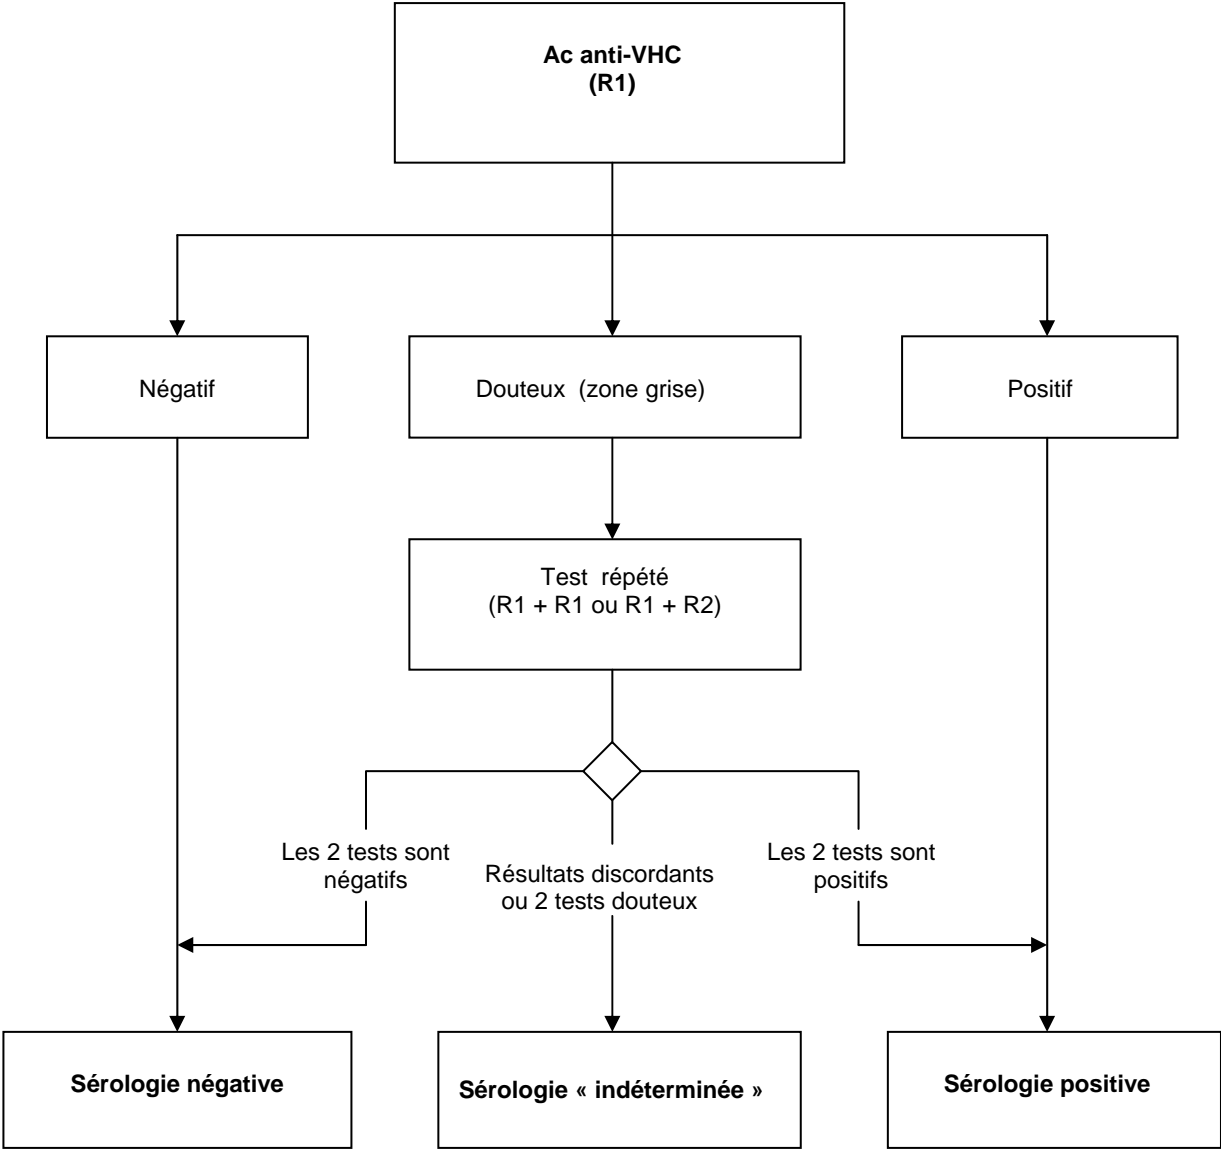 Ac anti-VHC
(R1)
Négatif
Douteux (zone grise)
Positif
Test répété
(R1 + R1 ou R1 + R2)
Les 2 tests sont
négatifs
Résultats discordants
ou 2 tests douteux
Les 2 tests sont
positifs
Sérologie négative
Sérologie « indéterminée »
Sérologie positive